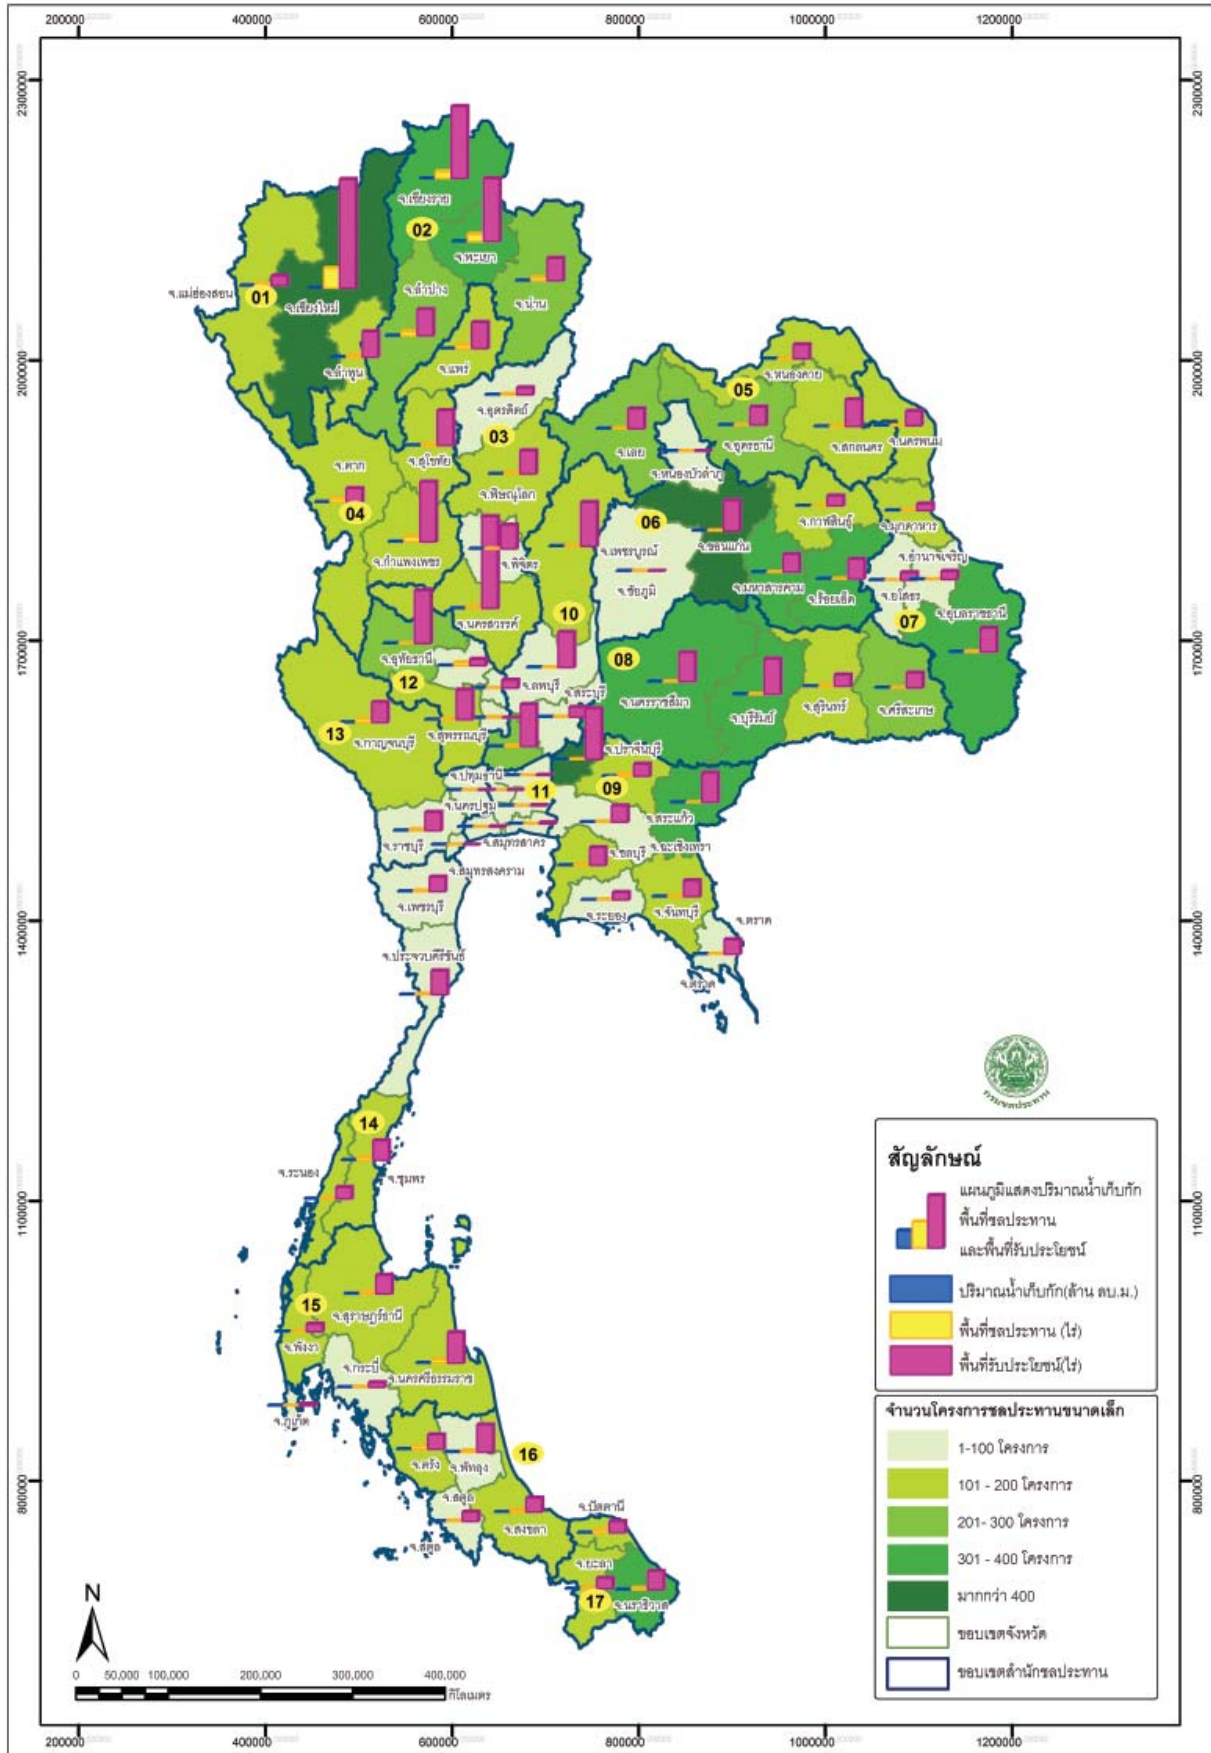 200000 400000 600000 800000 1000000 1200000
2300000 2300000
จ.เชียงราย
02
จ.พะเยา
จ.แม่ฮ่องสอน
01
จ.เชียงใหม่
จ.ลำปาง
จ.น่าน
จ.ลำพูน
จ.แพร่
2000000 2000000
จ.หนองคาย
05
จ.อุตรดิตถ์
03
จ.เลย
จ.อุดรธานี
จ.สกลนคร
จ.นครพนม
จ.ตาก
จ.สุโขทัย
จ.หนองบัวลำภู
จ.พิษณุโลก
04
06
จ.กาฬสินธุ์
จ.มุกดาหาร
จ.กำแพงเพชร
จ.พิจิตร
จ.เพชรบูรณ์
จ.ขอนแก่น
จ.อำนาจเจริญ
จ.ชัยภูมิ
จ.มหาสารคาม
จ.ร้อยเอ็ด
จ.ยโสธร
จ.อุบลราชธานี
จ.นครสวรรค์
10
07
1700000 1700000
จ.อุทัยธานี
จ.ลพบุรี
08
12
จ.สระบุรี
จ.นครราชสีมา
จ.บุรีรัมย์
จ.สุรินทร์
จ.ศรีสะเกษ
13
จ.กาญจนบุรี
จ.สุพรรณบุรี
จ.ปราจีนบุรี
จ.ปทุมธานี
11
09
จ.นครปฐม
จ.สระแก้ว
จ.ราชบุรี
จ.สมุทรสาคร
จ.ชลบุรี
จ.ฉะเชิงเทรา
จ.สมุทรสงคราม
จ.เพชรบุรี
จ.ระยอง
จ.จันทบุรี
จ.ตราด
1400000 1400000
จ.ประจวบคีรีขันธ์
จ.ตราด
กรมชลประทาน
14
จ.ระนอง
จ.ชุมพร
1100000 1100000
15
จ.สุราษฎร์ธานี
จ.พังงา
จ.กระบี่
จ.นครศรีธรรมราช
จ.ภูเก็ต
จ.ตรัง
จ.พัทลุง
16
800000 800000
จ.สตูล
จ.สงขลา
จ.ปัตตานี
จ.สตูล
จ.ยะลา
17
จ.นราธิวาส
สัญลักษณ์
แผนภูมิแสดงปริมาณน้ำเก็บกัก
พื้นที่ชลประทาน
และพื้นที่รับประโยชน์
ปริมาณน้ำเก็บกัก(ล้าน ลบ.ม.)
พื้นที่ชลประทาน (ไร่)
พื้นที่รับประโยชน์(ไร่)
จำนวนโครงการชลประทานขนาดเล็ก
1-100 โครงการ
101 - 200 โครงการ
201- 300 โครงการ
301 - 400 โครงการ
มากกว่า 400
ขอบเขตจังหวัด
ขอบเขตสำนักชลประทาน
N
0 50,000 100,000 200,000 300,000 400,000
กิโลเมตร
200000 400000 600000 800000 1000000 1200000